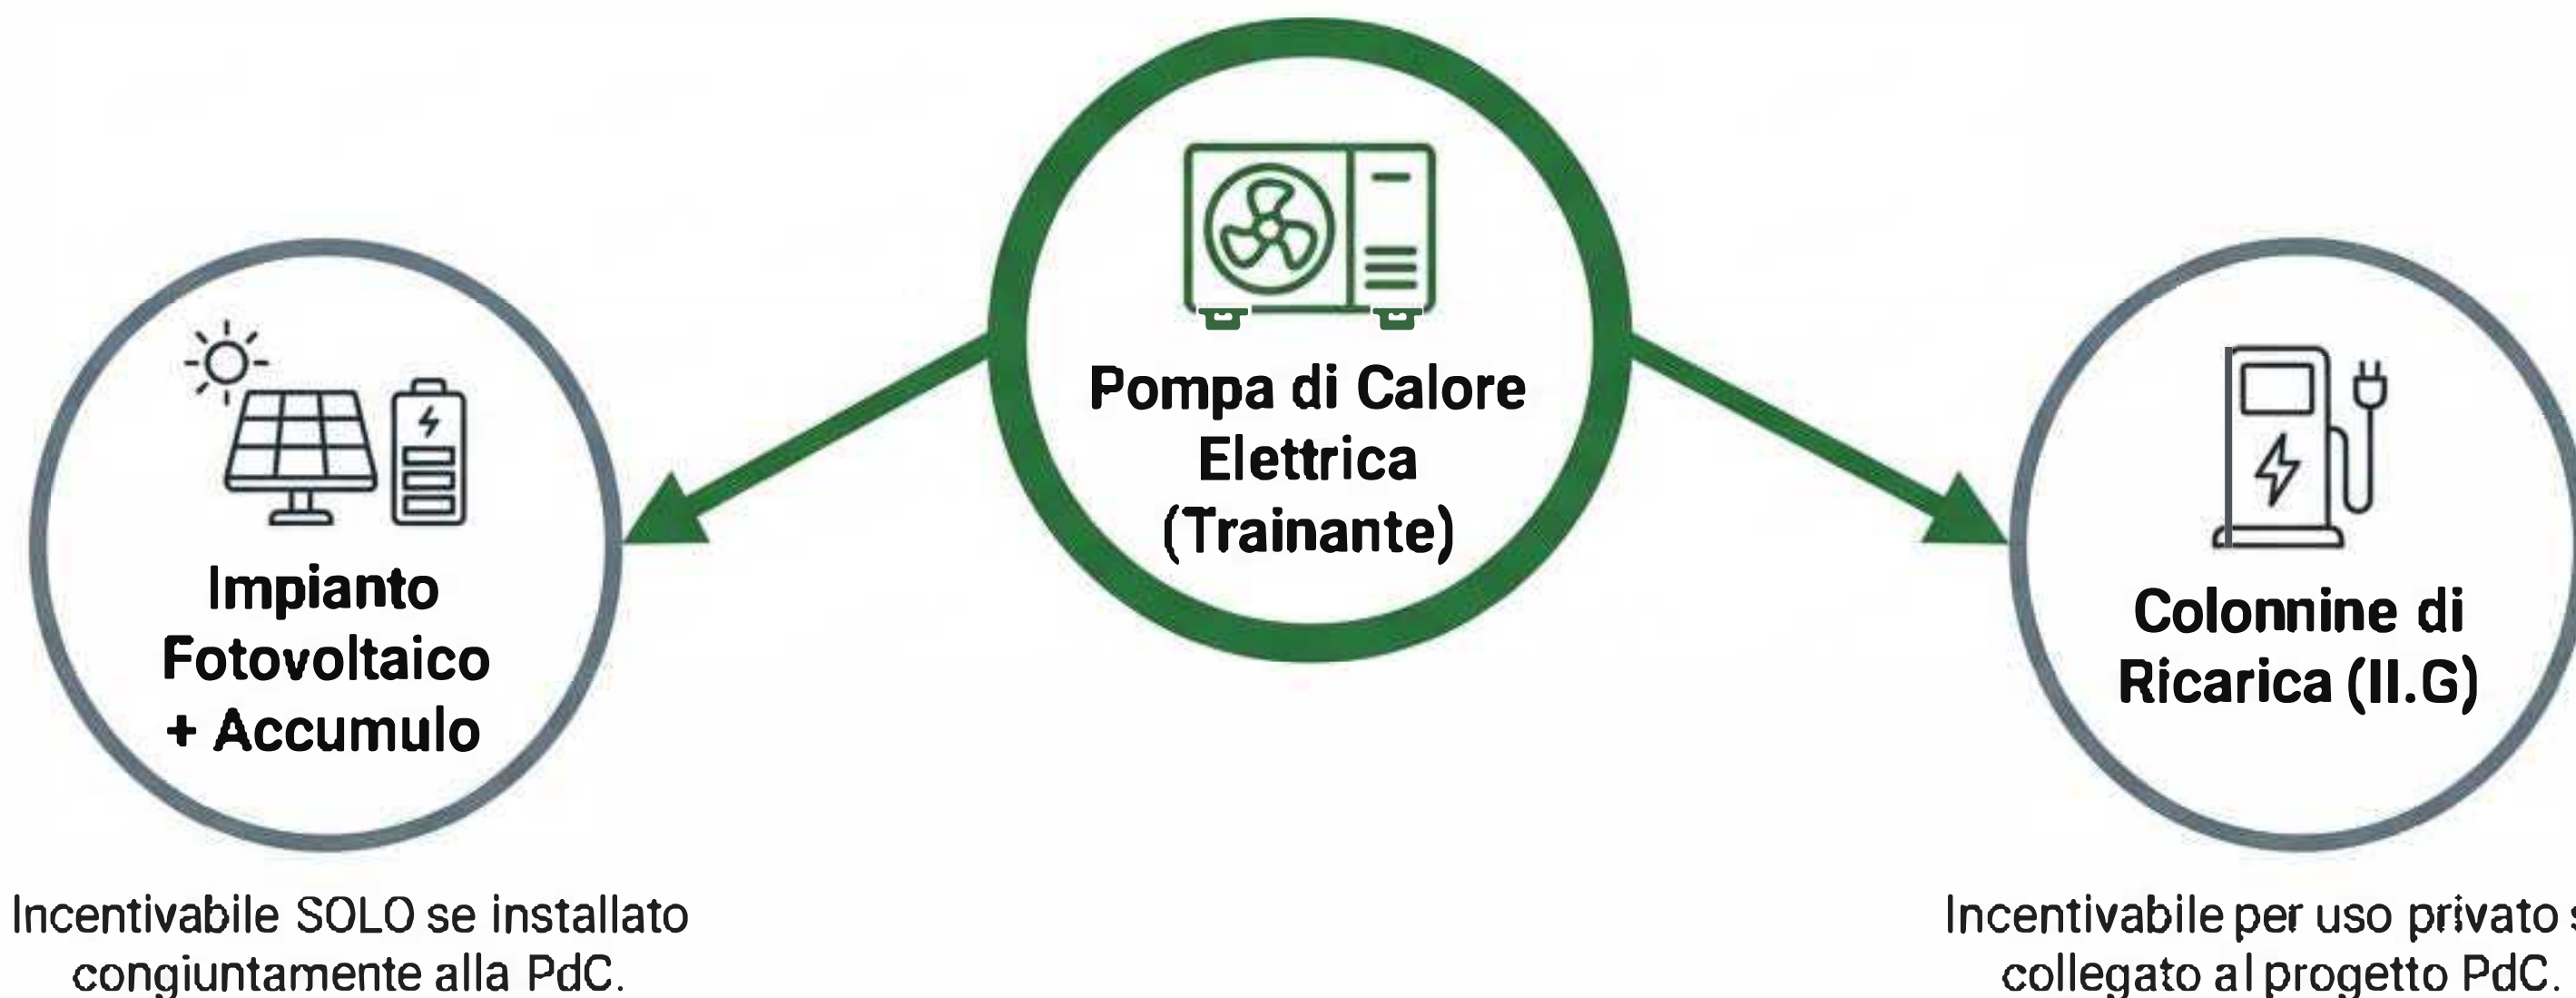 Pompa di Calore
Elettrica
(Trainante)
Impianto
Fotovoltaico
+ Accumulo
Colonnine di
Ricarica (II.G)
Incentivabile SOLO se installato
congiuntamente alla PdC.
Incentivabile per uso privato
collegato al progetto PdC.